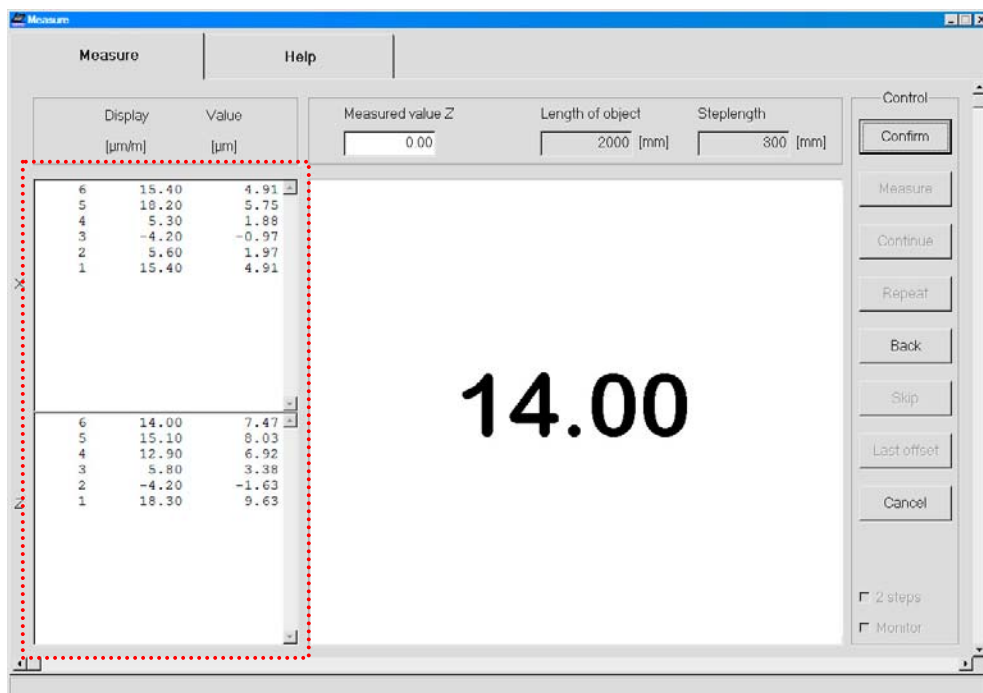 Measure
Measure Help
Display Value
[µm/m] [µm]
Measured value Z Length of object Steplength
0.00 2000 [mm] 300 [mm]
Control
Confirm
Measure
Continue
Repeat
Back
Skip
Last offset
Cancel
2 steps
Monitor
X
6 15.40 4.91
5 18.20 5.75
4 5.30 1.88
3 -4.20 -0.97
2 5.60 1.97
1 15.40 4.91
Z
6 14.00 7.47
5 15.10 8.03
4 12.90 6.92
3 5.80 3.38
2 -4.20 -1.63
1 18.30 9.63
14.00